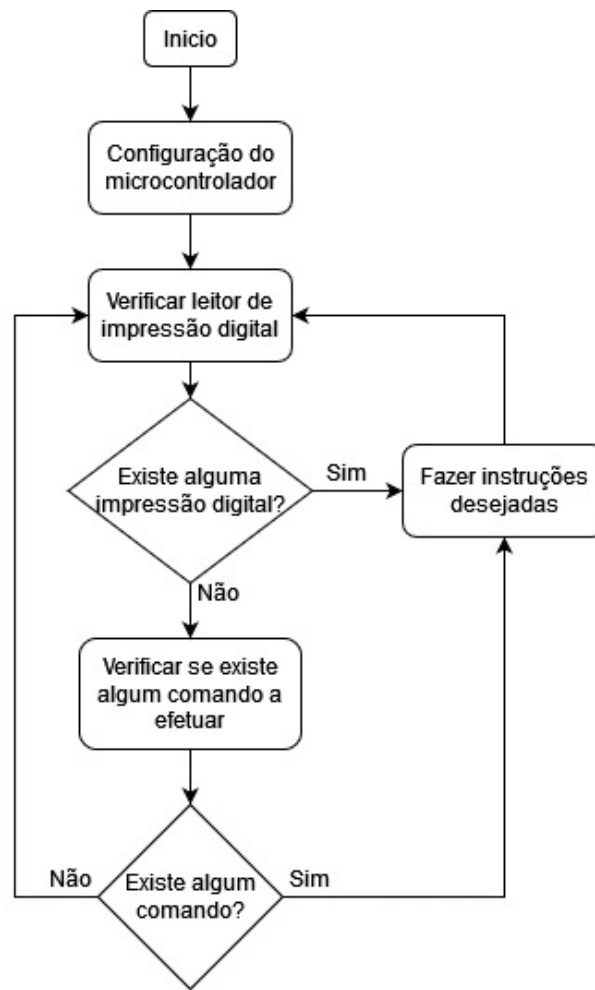 Inicio
Configuração do
microcontrolador
Verificar leitor de
impressão digital
Existe alguma
impressão digital?
Sim
Fazer instruções
desejadas
Não
Verificar se existe
algum comando a
efetuar
Não
Existe algum
comando?
Sim